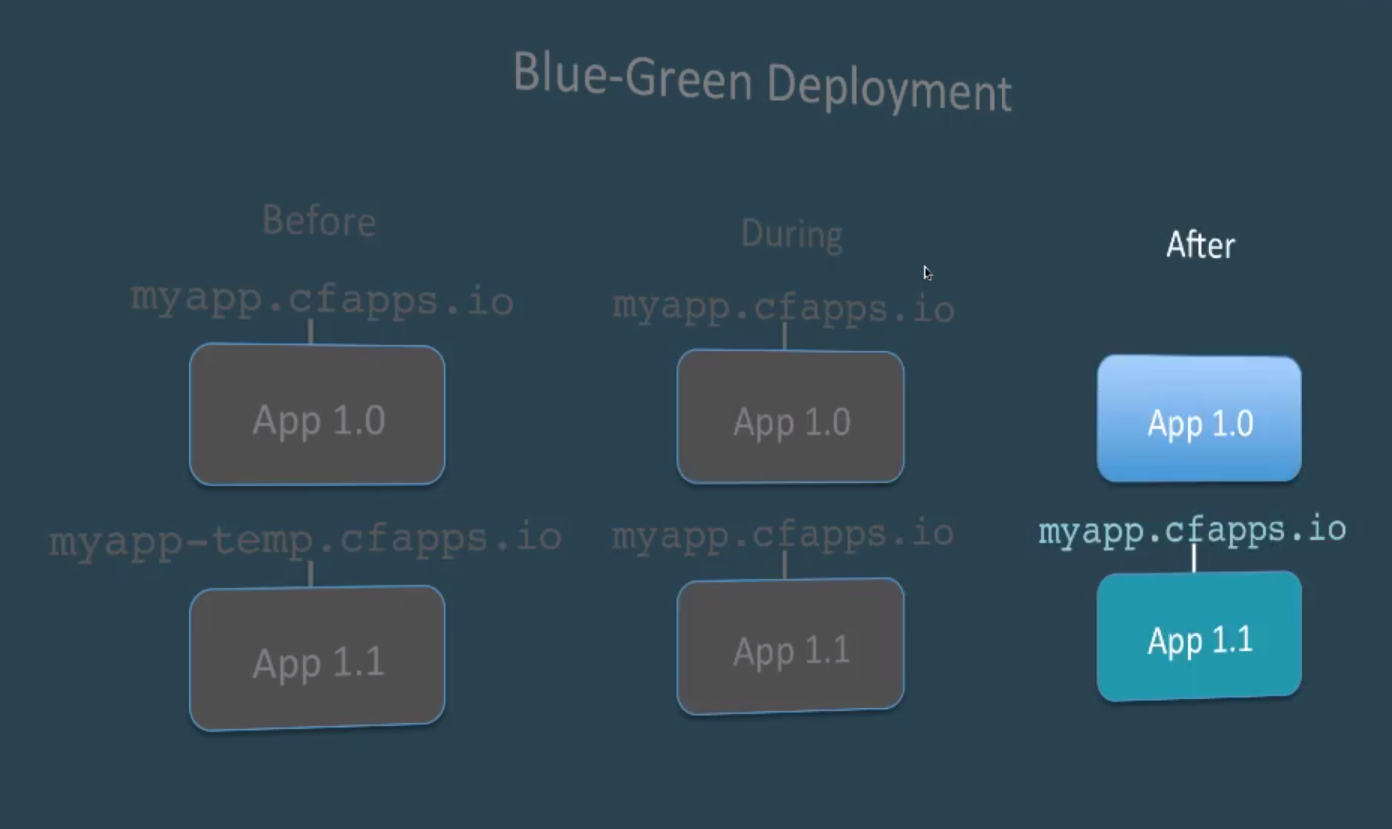 Blue-Green Deployment
Before
myapp.cfapps.io
App 1.0
myapp-temp.cfapps.io
App 1.1
During
myapp.cfapps.io
App 1.0
myapp.cfapps.io
App 1.1
After
App 1.0
myapp.cfapps.io
App 1.1